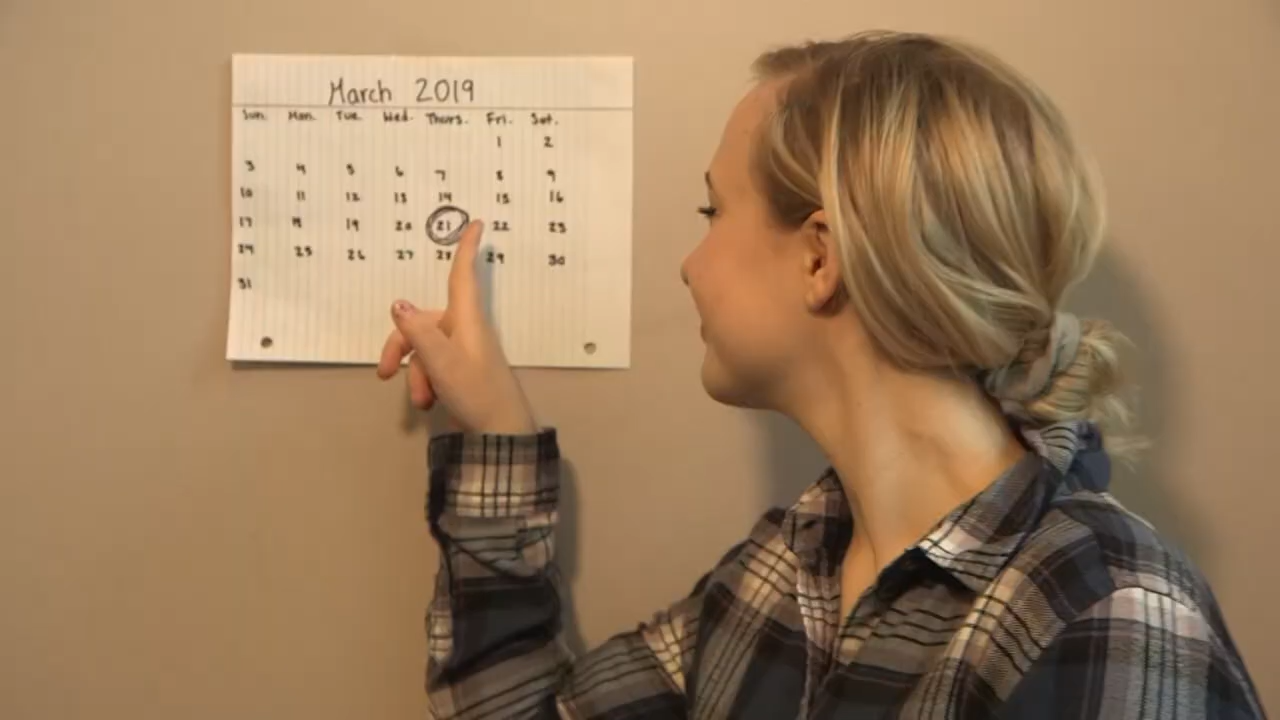 March 2019
Sun. Mon. Tue. Wed. Thurs. Fri. Sat.
1 2
3 4 5 6 7 8 9
10 11 12 13 14 15 16
17 18 19 20 21 22 23
24 25 26 27 28 29 30
31